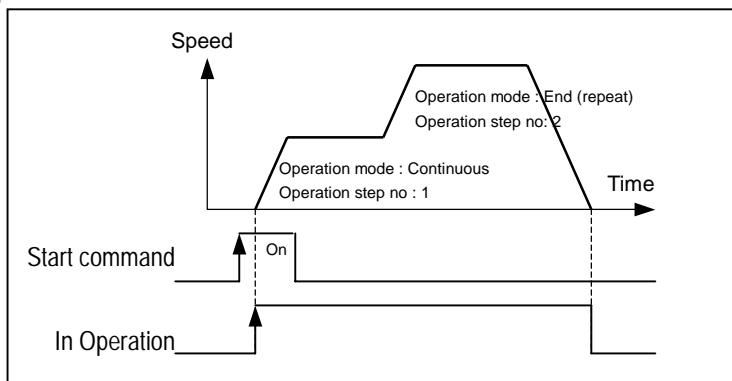 Speed
Operation mode : End (repeat)
Operation step no: 2
Operation mode : Continuous
Operation step no : 1
Time
Start command
On
In Operation